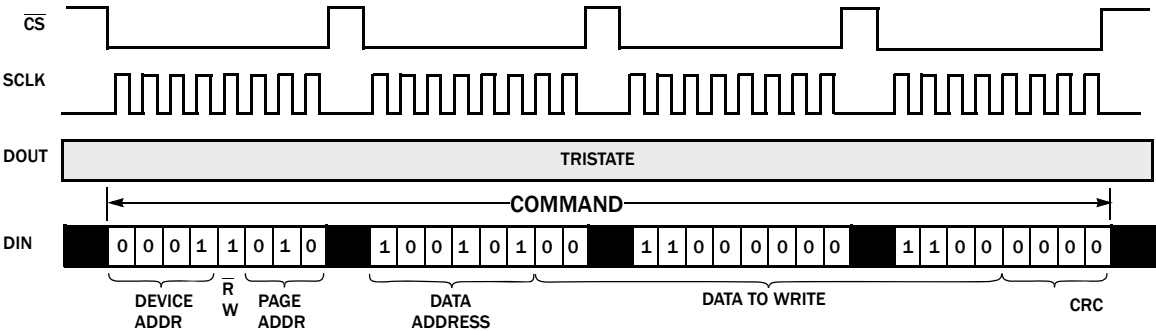 CS
SCLK
DOUT
TRISTATE
COMMAND
DIN
0 0 0 1 1 0 1 0 1 0 0 1 0 1 0 0 1 1 0 0 0 0 0 0 1 1 0 0 0 0 0 0
DEVICE
ADDR
R
W
PAGE
ADDR
DATA
ADDRESS
DATA TO WRITE
CRC